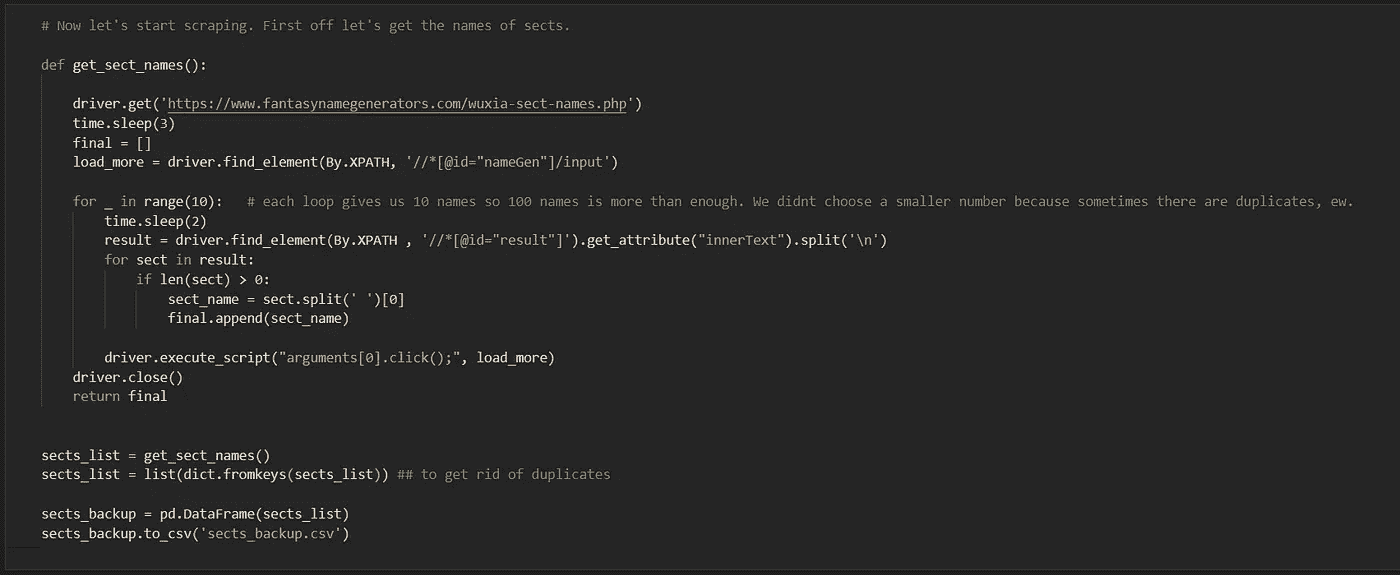 # Now let's start scraping. First off let's get the names of sects.
def get_sect_names():
driver.get('https://www.fantasynamegenerators.com/wuxia-sect-names.php')
time.sleep(3)
final = []
load_more = driver.find_element(By.XPATH, '//*[@id="nameGen"]/input')
for _ in range(10):   # each loop gives us 10 names so 100 names is more than enough. We didnt choose a smaller number because sometimes there are duplicates, ew.
time.sleep(2)
result = driver.find_element(By.XPATH , '//*[@id="result"]').get_attribute("innerText").split('\n')
for sect in result:
if len(sect) > 0:
sect_name = sect.split(' ')[0]
final.append(sect_name)
driver.execute_script("arguments[0].click();", load_more)
driver.close()
return final
sects_list = get_sect_names()
sects_list = list(dict.fromkeys(sects_list)) ## to get rid of duplicates
sects_backup = pd.DataFrame(sects_list)
sects_backup.to_csv('sects_backup.csv')